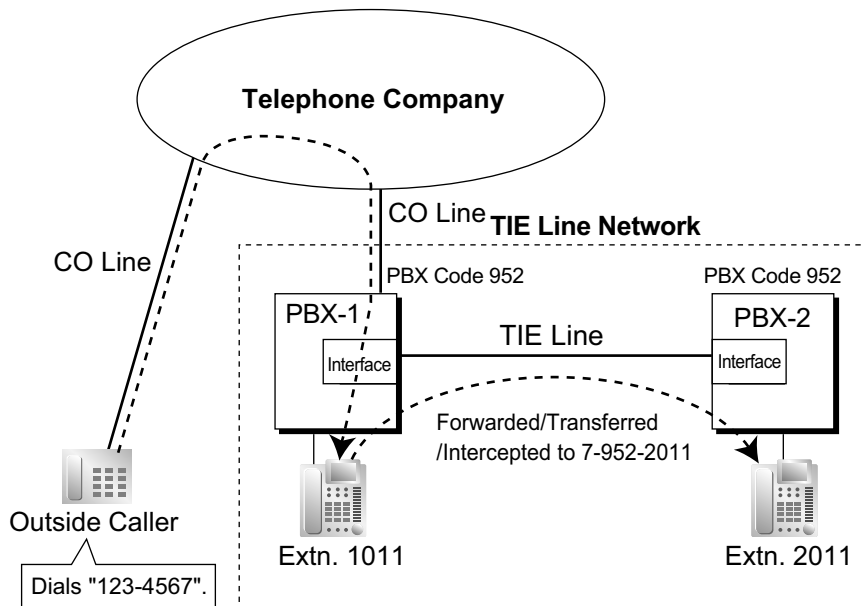 Telephone Company
CO Line
TIE Line Network
CO Line
PBX Code 952
PBX Code 952
PBX-1
PBX-2
TIE Line
Interface
Interface
Forwarded/Transferred
/Intercepted to 7-952-2011
Outside Caller
Extn. 1011
Extn. 2011
Dials "123-4567".